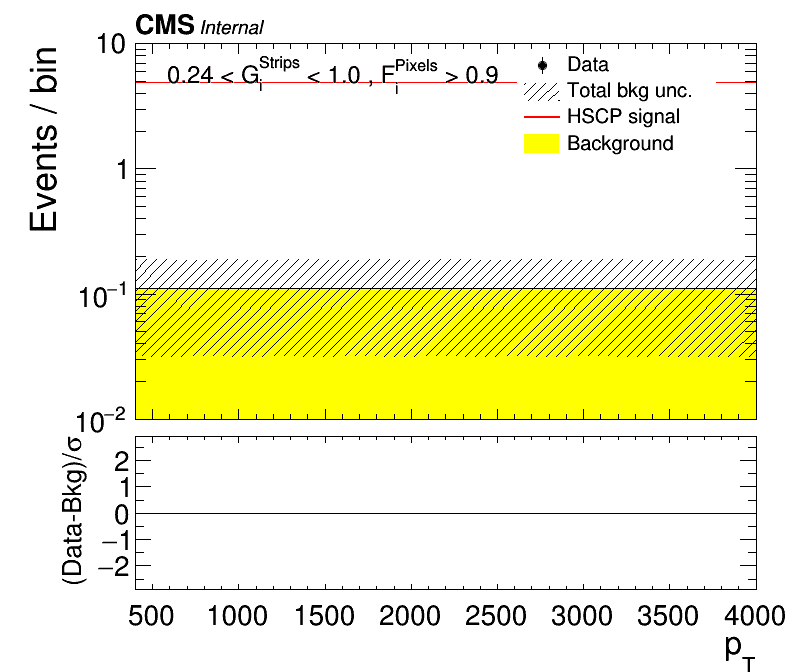 CMS Internal
0.24 < G_i^Strips < 1.0 , F_i^Pixels > 0.9
Data
Total bkg unc.
HSCP signal
Background
Events / bin
10
1
10⁻¹
10⁻²
(Data-Bkg)/σ
2
1
0
−1
−2
500 1000 1500 2000 2500 3000 3500 4000
p_T